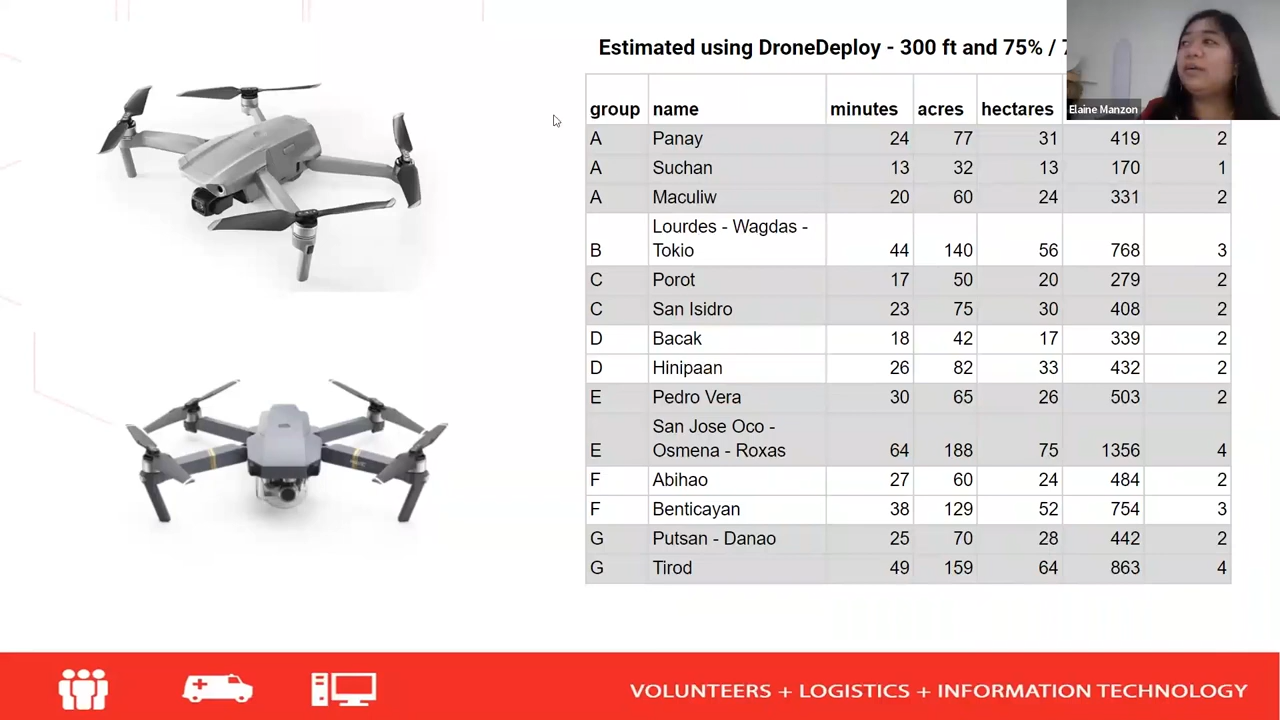 Estimated using DroneDeploy - 300 ft and 75% /
Elaine Manzon
group name minutes acres hectares
A Panay 24 77 31 419 2
A Suchan 13 32 13 170 1
A Maculiw 20 60 24 331 2
Lourdes - Wagdas -
B Tokio 44 140 56 768 3
C Porot 17 50 20 279 2
C San Isidro 23 75 30 408 2
D Bacak 18 42 17 339 2
D Hinipaan 26 82 33 432 2
E Pedro Vera 30 65 26 503 2
San Jose Oco -
E Osmena - Roxas 64 188 75 1356 4
F Abihao 27 60 24 484 2
F Benticayan 38 129 52 754 3
G Putsan - Danao 25 70 28 442 2
G Tirod 49 159 64 863 4
VOLUNTEERS + LOGISTICS + INFORMATION TECHNOLOGY